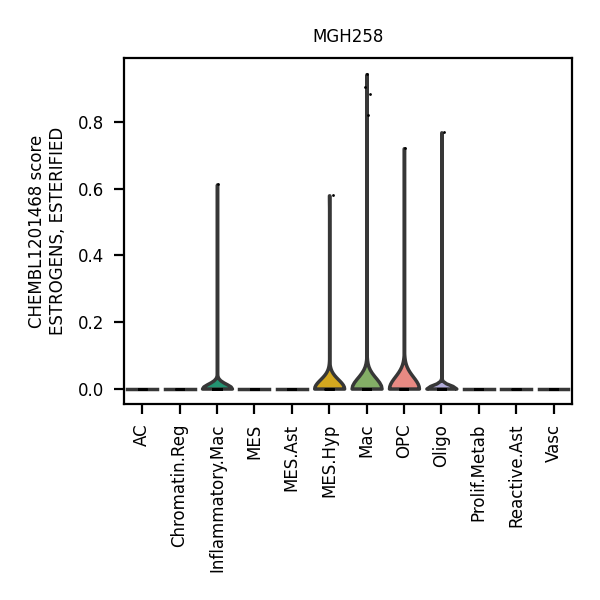 MGH258
CHEMBL1201468 score
ESTROGENS, ESTERIFIED
0.8
0.6
0.4
0.2
0.0
AC
Chromatin.Reg
Inflammatory.Mac
MES
MES.Ast
MES.Hyp
Mac
OPC
Oligo
Prolif.Metab
Reactive.Ast
Vasc